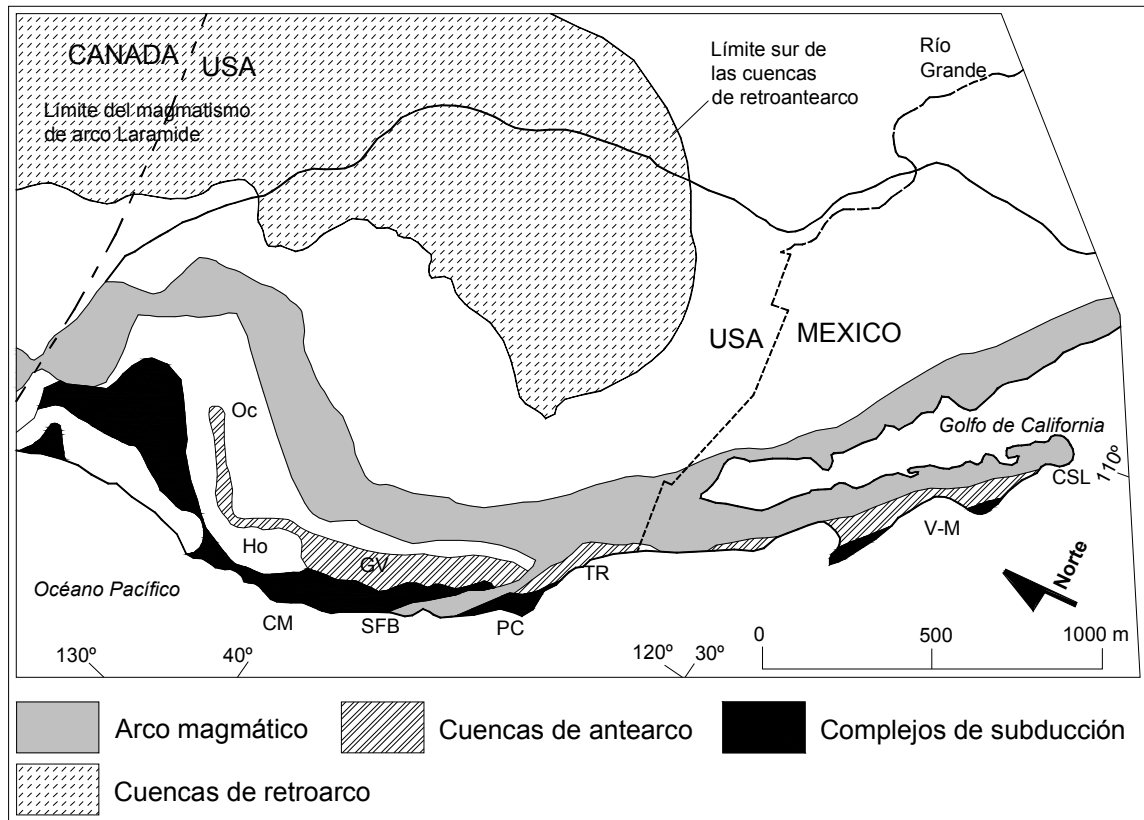 CANADA
USA
Límite del magmatismo
de arco Laramide
Límite sur de
las cuencas
de retroantearco
Río
Grande
USA
MEXICO
Golfo de California
110º
CSL
V-M
Oc
Ho
GV
TR
CM
SFB
PC
Océano Pacífico
Norte
130º
40º
120º
30º
0
500
1000 m
Arco magmático
Cuencas de antearco
Complejos de subducción
Cuencas de retroarco